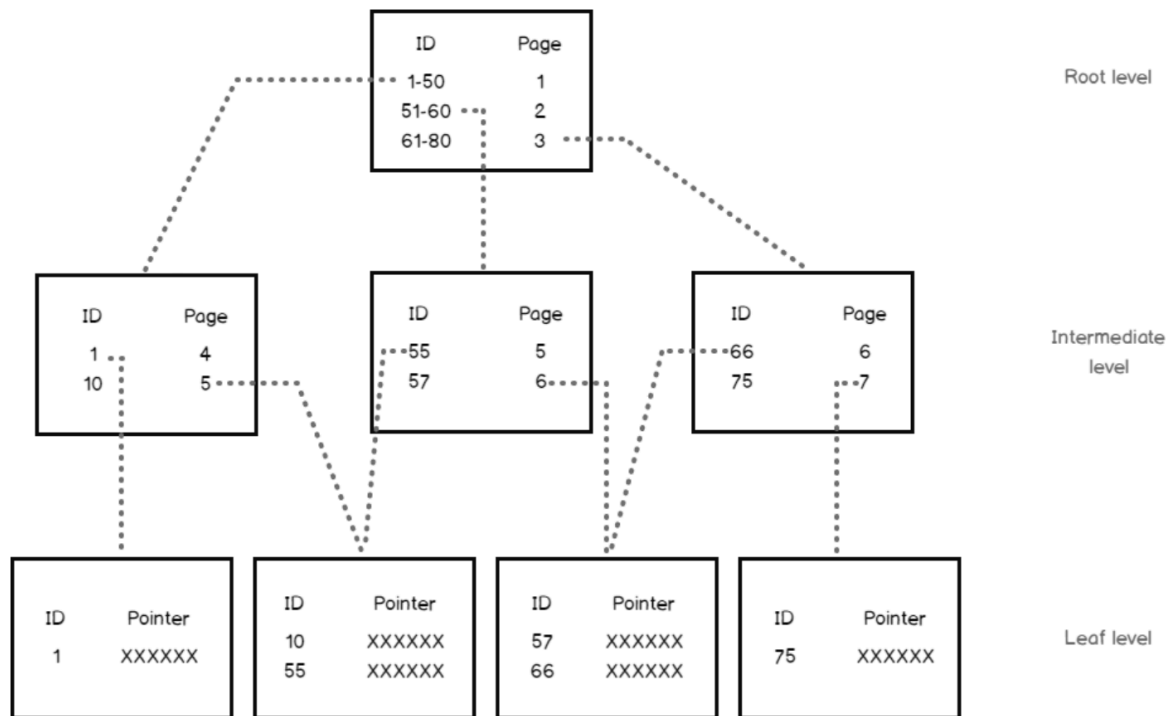 ID Page
1-50 1
51-60 2
61-80 3
Root level
ID Page
1 4
10 5
ID Page
55 5
57 6
ID Page
66 6
75 7
Intermediate
level
ID Pointer
1 XXXXXX
ID Pointer
10 XXXXXX
55 XXXXXX
ID Pointer
57 XXXXXX
66 XXXXXX
ID Pointer
75 XXXXXX
Leaf level